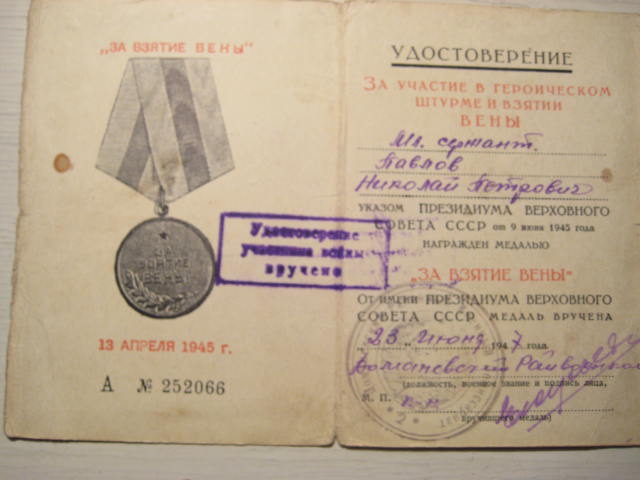 „ЗА ВЗЯТИЕ ВЕНЫ"
ЗА
ВЗЯТИЕ
ВЕНЫ
13 АПРЕЛЯ 1945 г.
А № 252066
Удостоверение
участника войны
вручено
УДОСТОВЕРЕНИЕ
ЗА УЧАСТИЕ В ГЕРОИЧЕСКОМ
ШТУРМЕ И ВЗЯТИИ
ВЕНЫ
Мл. сержант
Павлов
Николай Петрович
УКАЗОМ ПРЕЗИДИУМА ВЕРХОВНОГО
СОВЕТА СССР от 9 июня 1945 года
НАГРАЖДЕН МЕДАЛЬЮ
„ЗА ВЗЯТИЕ ВЕНЫ"
ОТ ИМЕНИ ПРЕЗИДИУМА ВЕРХОВНОГО
СОВЕТА СССР МЕДАЛЬ ВРУЧЕНА
„23" июня 1947 года.
(должность, военное звание и подпись лица,
М. П.
вручившего медаль)